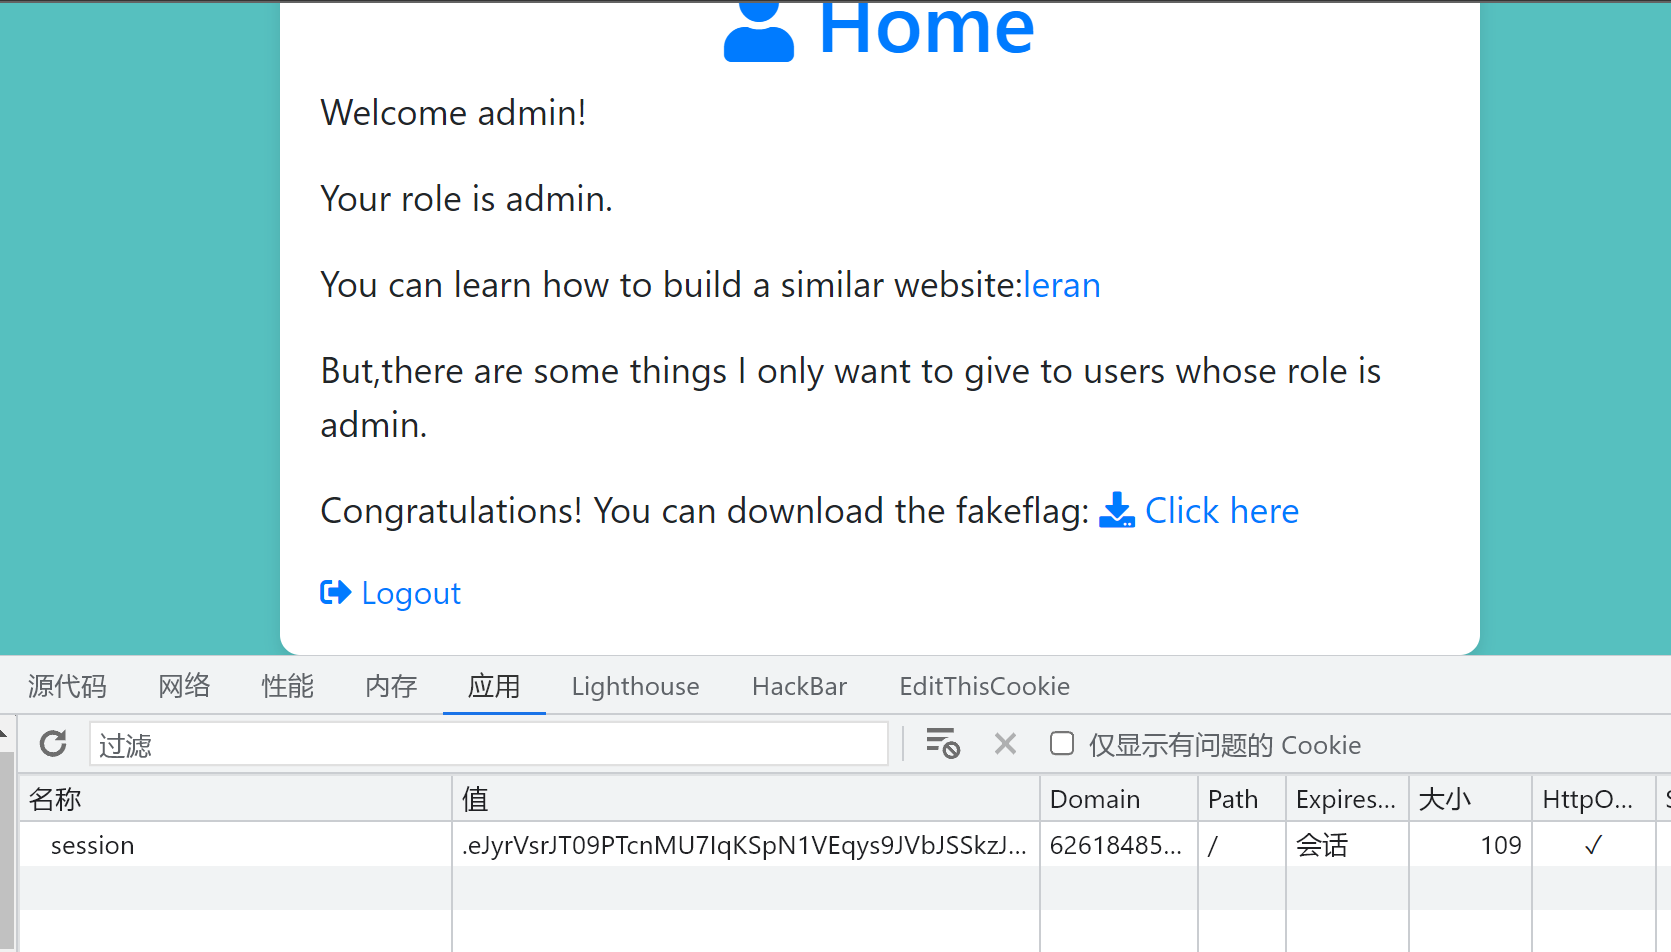 Home
Welcome admin!
Your role is admin.
You can learn how to build a similar website:leran
But,there are some things I only want to give to users whose role is
admin.
Congratulations! You can download the fakeflag: Click here
Logout
源代码 网络 性能 内存 应用 Lighthouse HackBar EditThisCookie
过滤 仅显示有问题的 Cookie
名称 值 Domain Path Expires... 大小 HttpO...
session .eJyrVsrJT09PTcnMU7IqKSpN1VEqys9JVbJSSkzJ... 62618485... / 会话 109 ✓